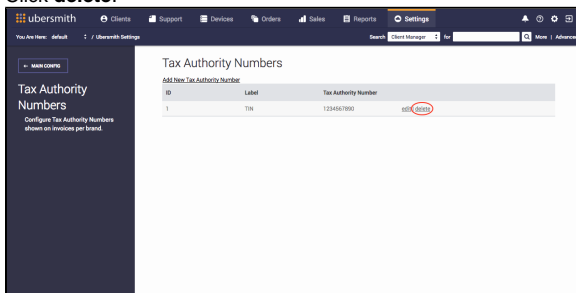 Click delete.
ubersmith Clients Support Devices Orders Sales Reports Settings
You Are Here: default / Ubersmith Settings Search Client Manager for More | Advanced
← MAIN CONFIG
Tax Authority Numbers
Configure Tax Authority Numbers shown on invoices per brand.
Tax Authority Numbers
Add New Tax Authority Number
ID Label Tax Authority Number
1 TIN 1234567890 edit delete